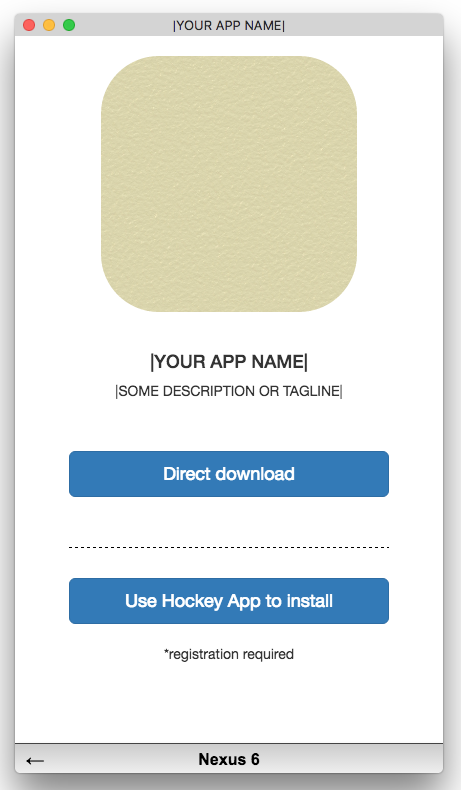 |YOUR APP NAME|
|YOUR APP NAME|
|SOME DESCRIPTION OR TAGLINE|
Direct download
Use Hockey App to install
*registration required
← Nexus 6